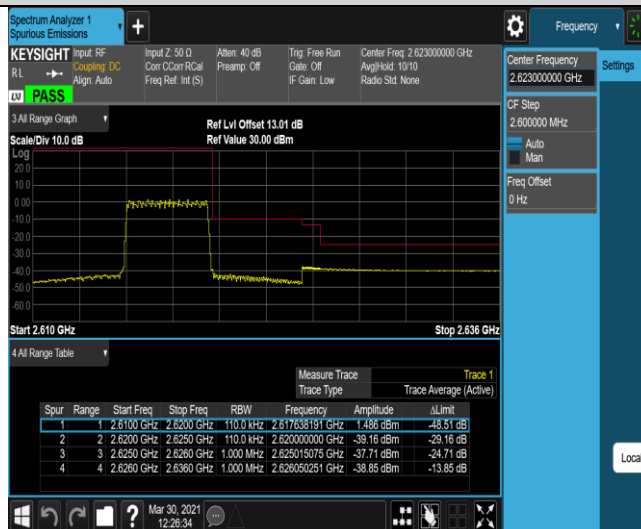 Spectrum Analyzer 1
Spurious Emissions
Frequency
KEYSIGHT
RL
PASS
Input: RF
Coupling: DC
Align: Auto
Input Z: 50 Ω
Corr CCorr RCal
Freq Ref: Int (S)
Atten: 40 dB
Preamp: Off
Trig: Free Run
Gate: Off
IF Gain: Low
Center Freq: 2.623000000 GHz
Avg|Hold: 10/10
Radio Std: None
Center Frequency
2.623000000 GHz
Settings
CF Step
2.600000 MHz
Auto
Man
Freq Offset
0 Hz
3 All Range Graph
Scale/Div 10.0 dB
Ref Lvl Offset 13.01 dB
Ref Value 30.00 dBm
Log
20.0
10.0
0.00
-10.0
-20.0
-30.0
-40.0
-50.0
-60.0
Start 2.610 GHz
Stop 2.636 GHz
4 All Range Table
Measure Trace Trace 1
Trace Type Trace Average (Active)
Spur Range Start Freq Stop Freq RBW Frequency Amplitude ΔLimit
1 1 2.6100 GHz 2.6200 GHz 110.0 kHz 2.617638191 GHz 1.486 dBm -48.51 dB
2 2 2.6200 GHz 2.6250 GHz 110.0 kHz 2.620000000 GHz -39.16 dBm -29.16 dB
3 3 2.6250 GHz 2.6260 GHz 1.000 MHz 2.625015075 GHz -37.71 dBm -24.71 dB
4 4 2.6260 GHz 2.6360 GHz 1.000 MHz 2.626050251 GHz -38.85 dBm -13.85 dB
Local
?
Mar 30, 2021
12:26:34